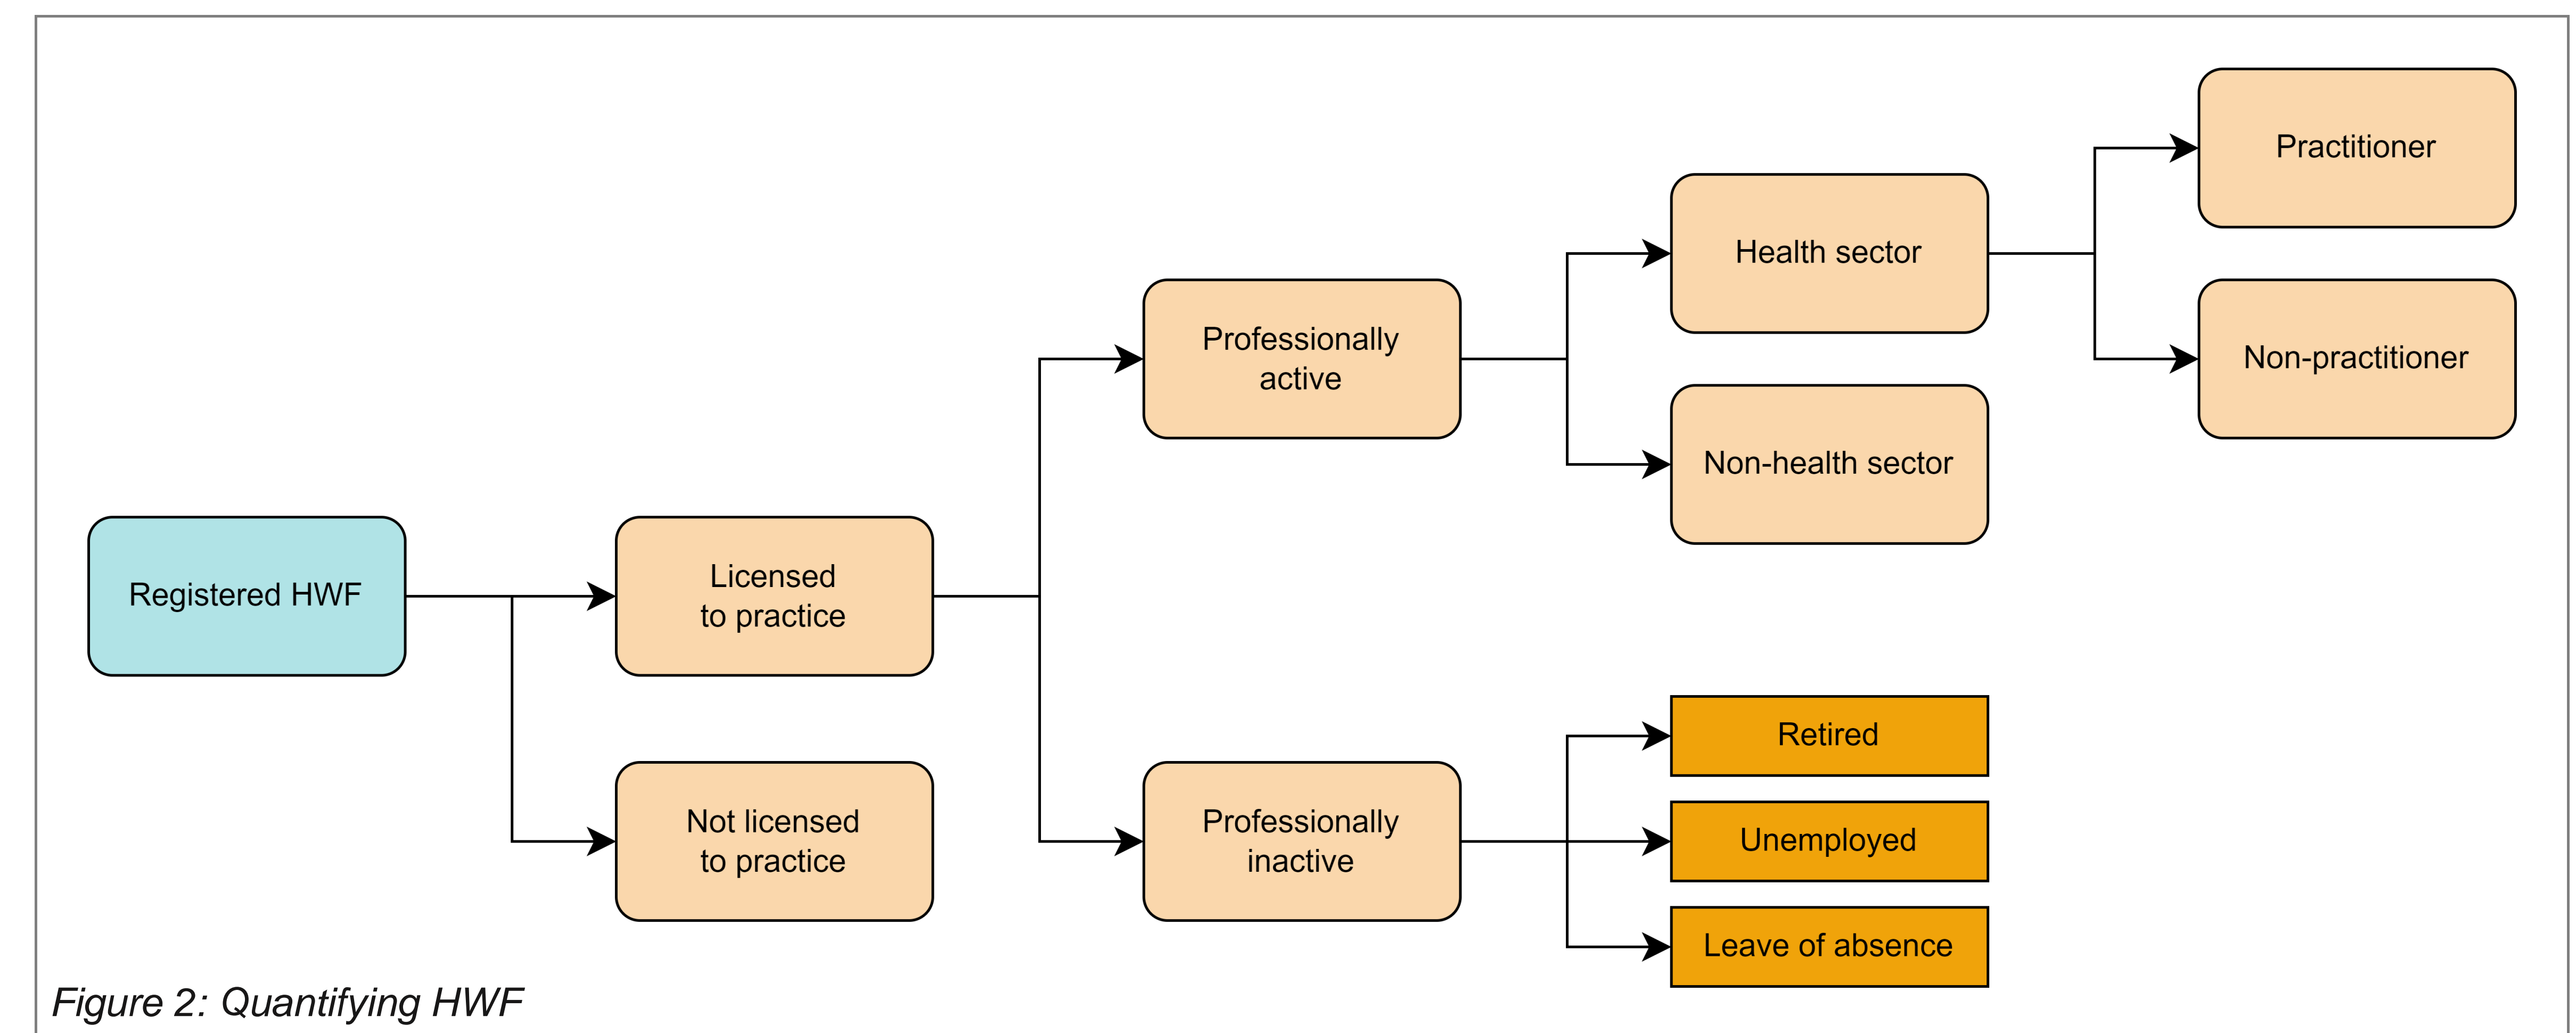 Practitioner
Health sector
Professionally
active
Non-practitioner
Non-health sector
Registered HWF
Licensed
to practice
Retired
Not licensed
to practice
Professionally
inactive
Unemployed
Leave of absence
Figure 2: Quantifying HWF